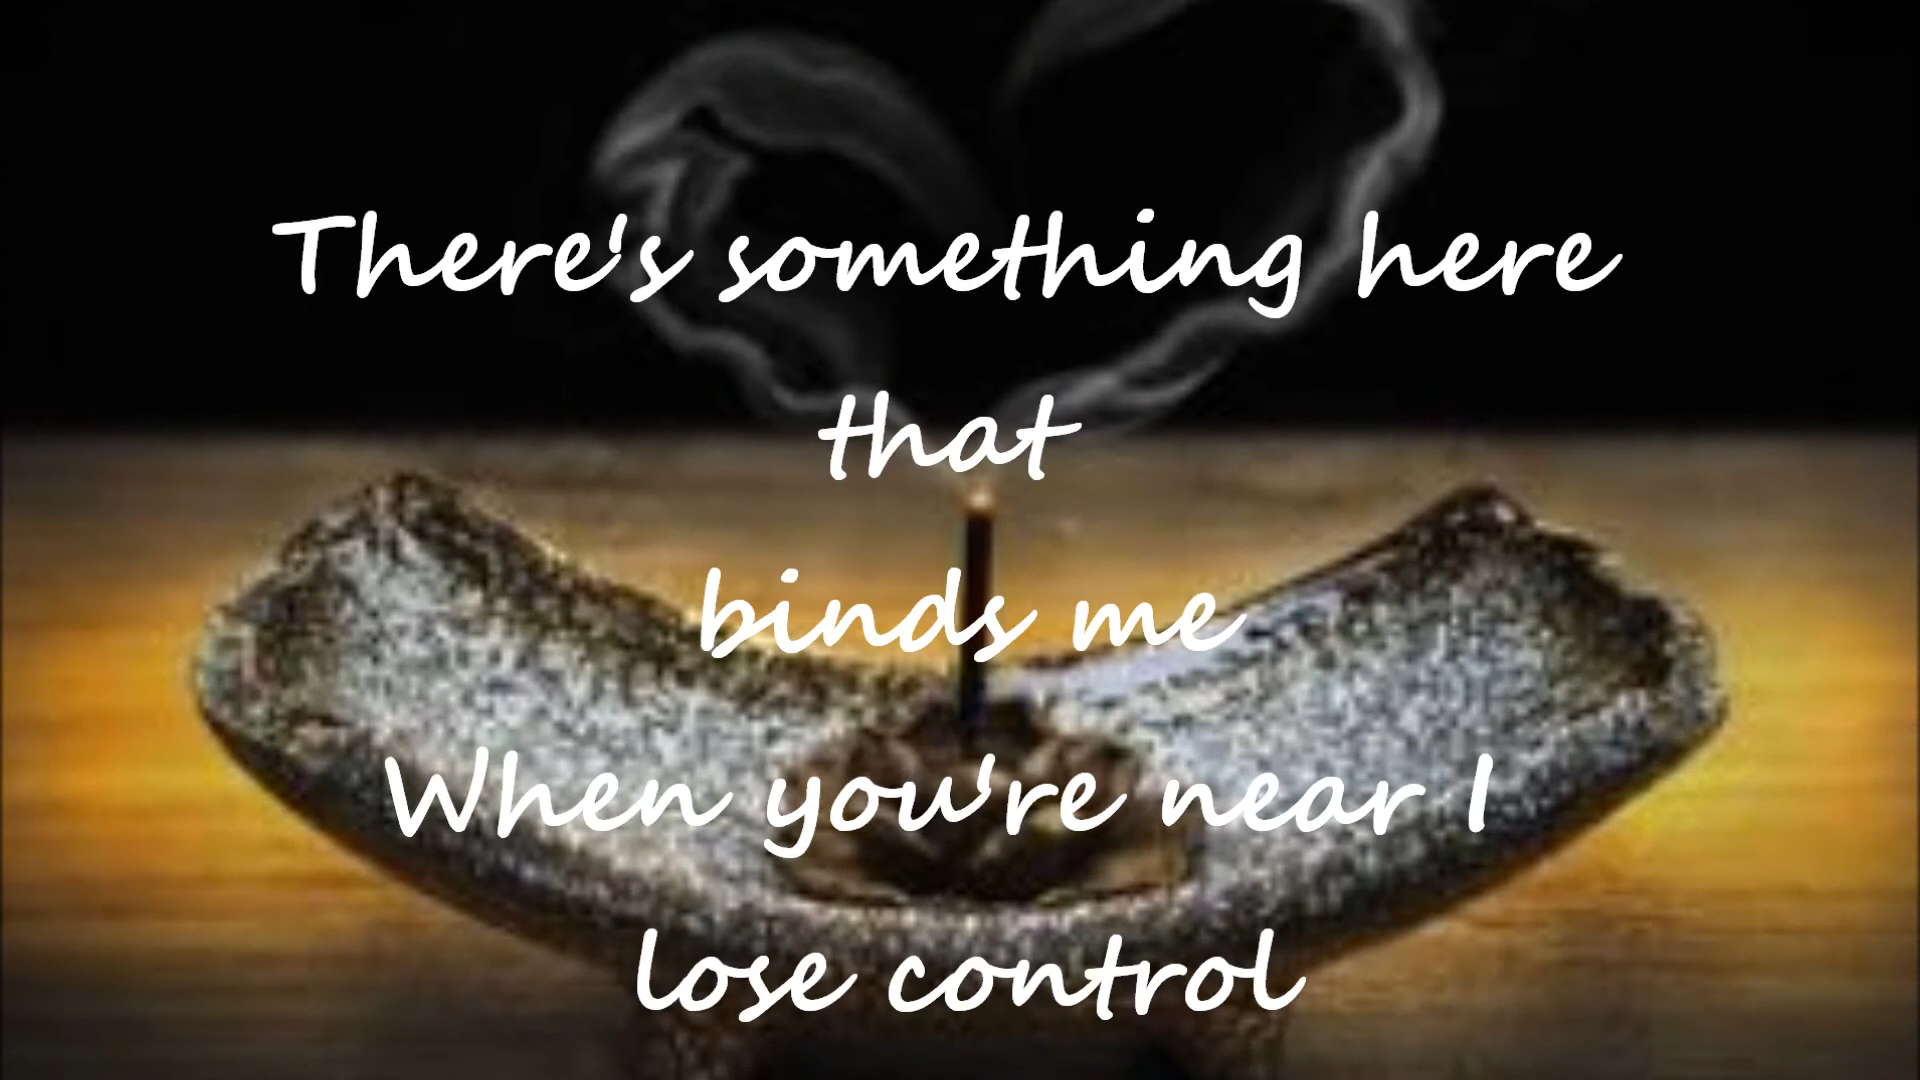 There's something here
that
binds me
When you're near I
lose control